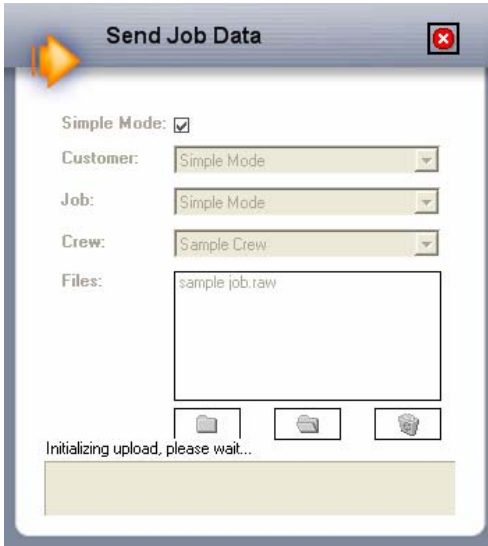 Send Job Data
Simple Mode:
Customer: Simple Mode
Job: Simple Mode
Crew: Sample Crew
Files: sample job.raw
Initializing upload, please wait...